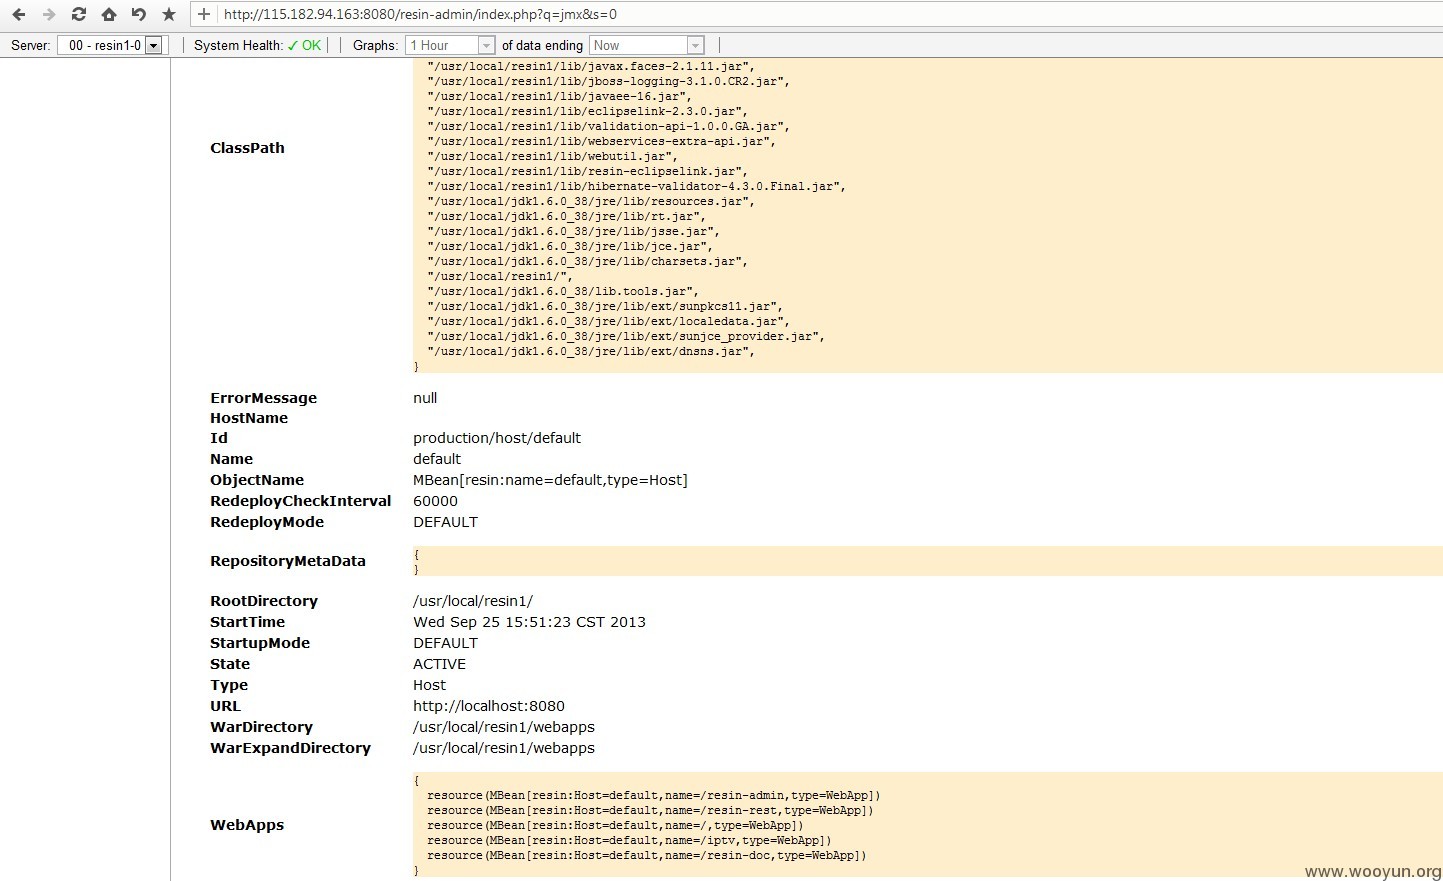 http://115.182.94.163:8080/resin-admin/index.php?q=jmx&s=0
Server: 00 - resin1-0 System Health: ✓ OK Graphs: 1 Hour of data ending Now
"/usr/local/resin1/lib/javax.faces-2.1.11.jar",
"/usr/local/resin1/lib/jboss-logging-3.1.0.CR2.jar",
"/usr/local/resin1/lib/javaee-16.jar",
"/usr/local/resin1/lib/eclipselink-2.3.0.jar",
"/usr/local/resin1/lib/validation-api-1.0.0.GA.jar",
"/usr/local/resin1/lib/webservices-extra-api.jar",
ClassPath
"/usr/local/resin1/lib/webutil.jar",
"/usr/local/resin1/lib/resin-eclipselink.jar",
"/usr/local/resin1/lib/hibernate-validator-4.3.0.Final.jar",
"/usr/local/jdk1.6.0_38/jre/lib/resources.jar",
"/usr/local/jdk1.6.0_38/jre/lib/rt.jar",
"/usr/local/jdk1.6.0_38/jre/lib/jsse.jar",
"/usr/local/jdk1.6.0_38/jre/lib/jce.jar",
"/usr/local/jdk1.6.0_38/jre/lib/charsets.jar",
"/usr/local/resin1/",
"/usr/local/jdk1.6.0_38/lib.tools.jar",
"/usr/local/jdk1.6.0_38/jre/lib/ext/sunpkcs11.jar",
"/usr/local/jdk1.6.0_38/jre/lib/ext/localedata.jar",
"/usr/local/jdk1.6.0_38/jre/lib/ext/sunjce_provider.jar",
"/usr/local/jdk1.6.0_38/jre/lib/ext/dnsns.jar",
}
ErrorMessage null
HostName
Id production/host/default
Name default
ObjectName MBean[resin:name=default,type=Host]
RedeployCheckInterval 60000
RedeployMode DEFAULT
RepositoryMetaData {
}
RootDirectory /usr/local/resin1/
StartTime Wed Sep 25 15:51:23 CST 2013
StartupMode DEFAULT
State ACTIVE
Type Host
URL http://localhost:8080
WarDirectory /usr/local/resin1/webapps
WarExpandDirectory /usr/local/resin1/webapps
{
resource(MBean[resin:Host=default,name=/resin-admin,type=WebApp])
resource(MBean[resin:Host=default,name=/resin-rest,type=WebApp])
WebApps resource(MBean[resin:Host=default,name=/,type=WebApp])
resource(MBean[resin:Host=default,name=/iptv,type=WebApp])
resource(MBean[resin:Host=default,name=/resin-doc,type=WebApp])
}
www.wooyun.org